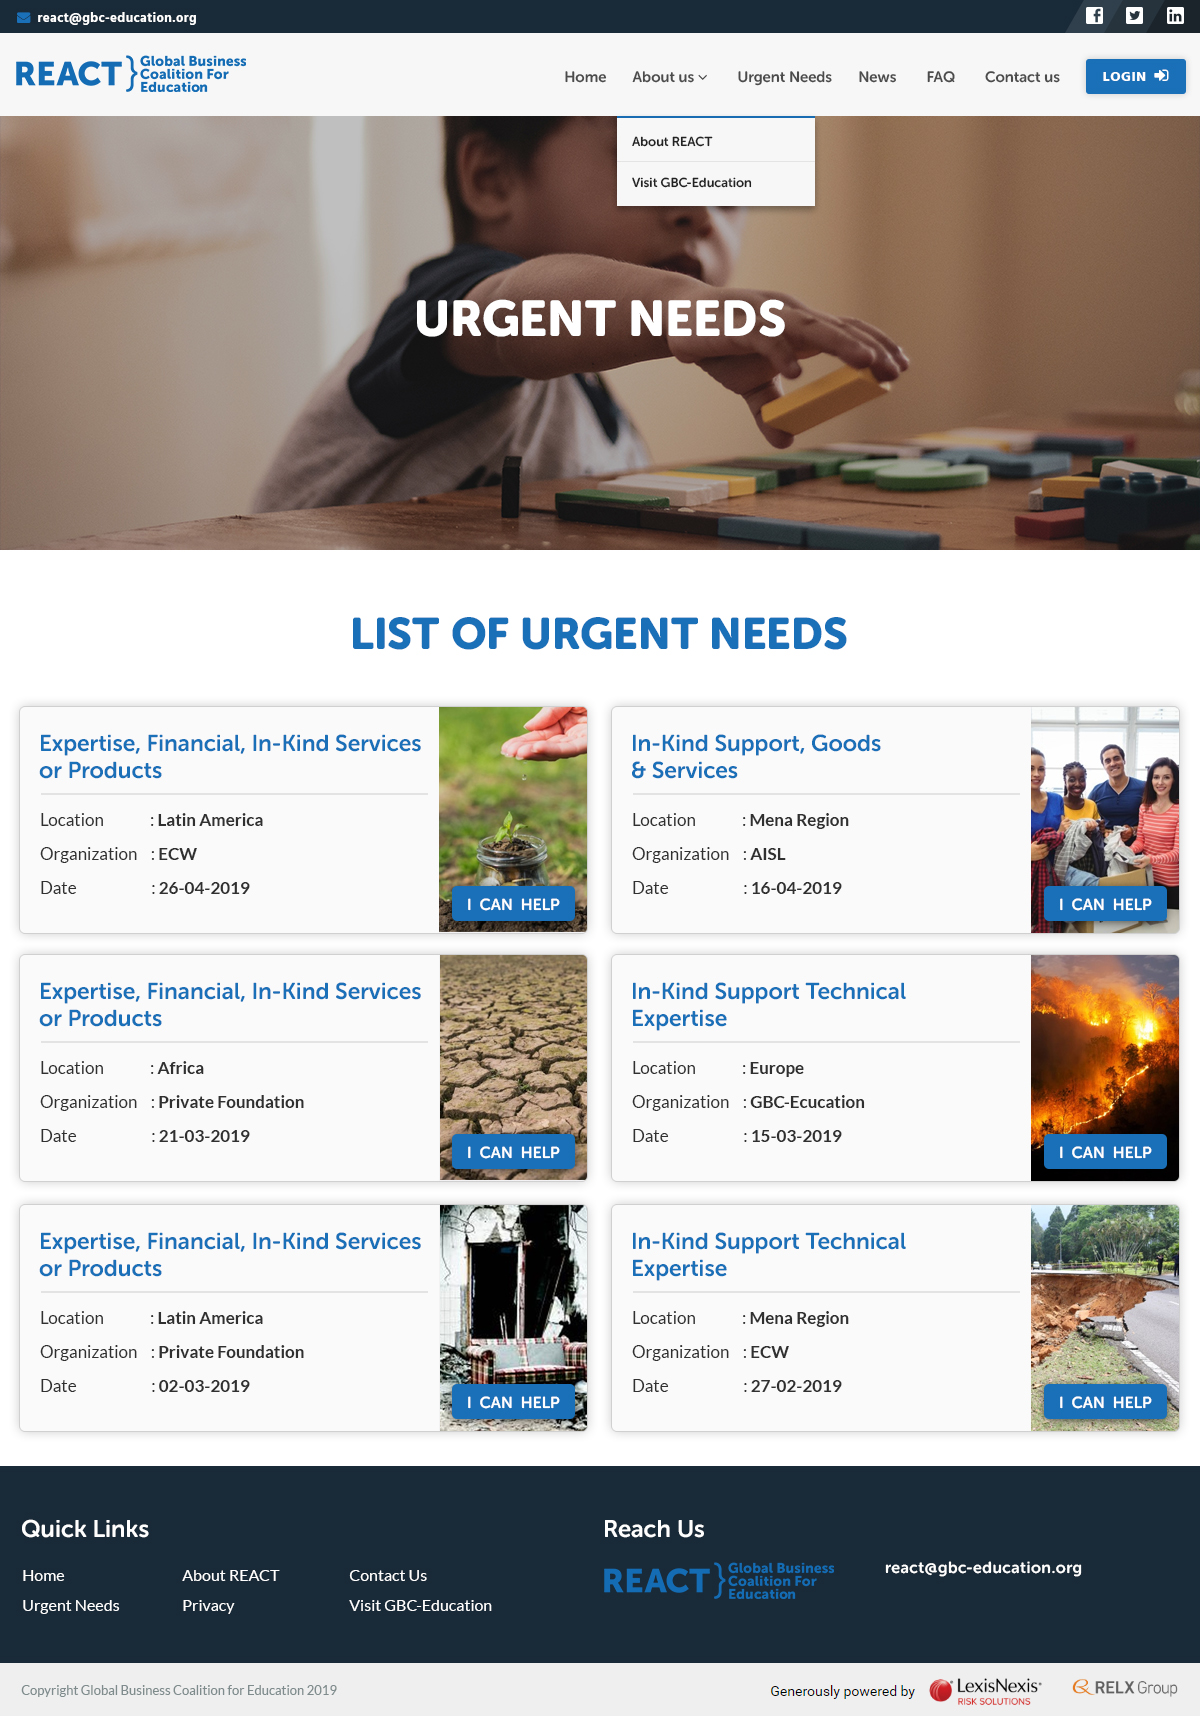 react@gbc-education.org
REACT Global Business
Coalition For
Education
Home About us Urgent Needs News FAQ Contact us LOGIN
About REACT
Visit GBC-Education
URGENT NEEDS
LIST OF URGENT NEEDS
Expertise, Financial, In-Kind Services
or Products
Location : Latin America
Organization : ECW
Date : 26-04-2019
I CAN HELP
In-Kind Support, Goods
& Services
Location : Mena Region
Organization : AISL
Date : 16-04-2019
I CAN HELP
Expertise, Financial, In-Kind Services
or Products
Location : Africa
Organization : Private Foundation
Date : 21-03-2019
I CAN HELP
In-Kind Support Technical
Expertise
Location : Europe
Organization : GBC-Ecucation
Date : 15-03-2019
I CAN HELP
Expertise, Financial, In-Kind Services
or Products
Location : Latin America
Organization : Private Foundation
Date : 02-03-2019
I CAN HELP
In-Kind Support Technical
Expertise
Location : Mena Region
Organization : ECW
Date : 27-02-2019
I CAN HELP
Quick Links
Home About REACT Contact Us
Urgent Needs Privacy Visit GBC-Education
Reach Us
REACT Global Business
Coalition For
Education
react@gbc-education.org
Copyright Global Business Coalition for Education 2019
Generously powered by
LexisNexis
RISK SOLUTIONS
RELX Group